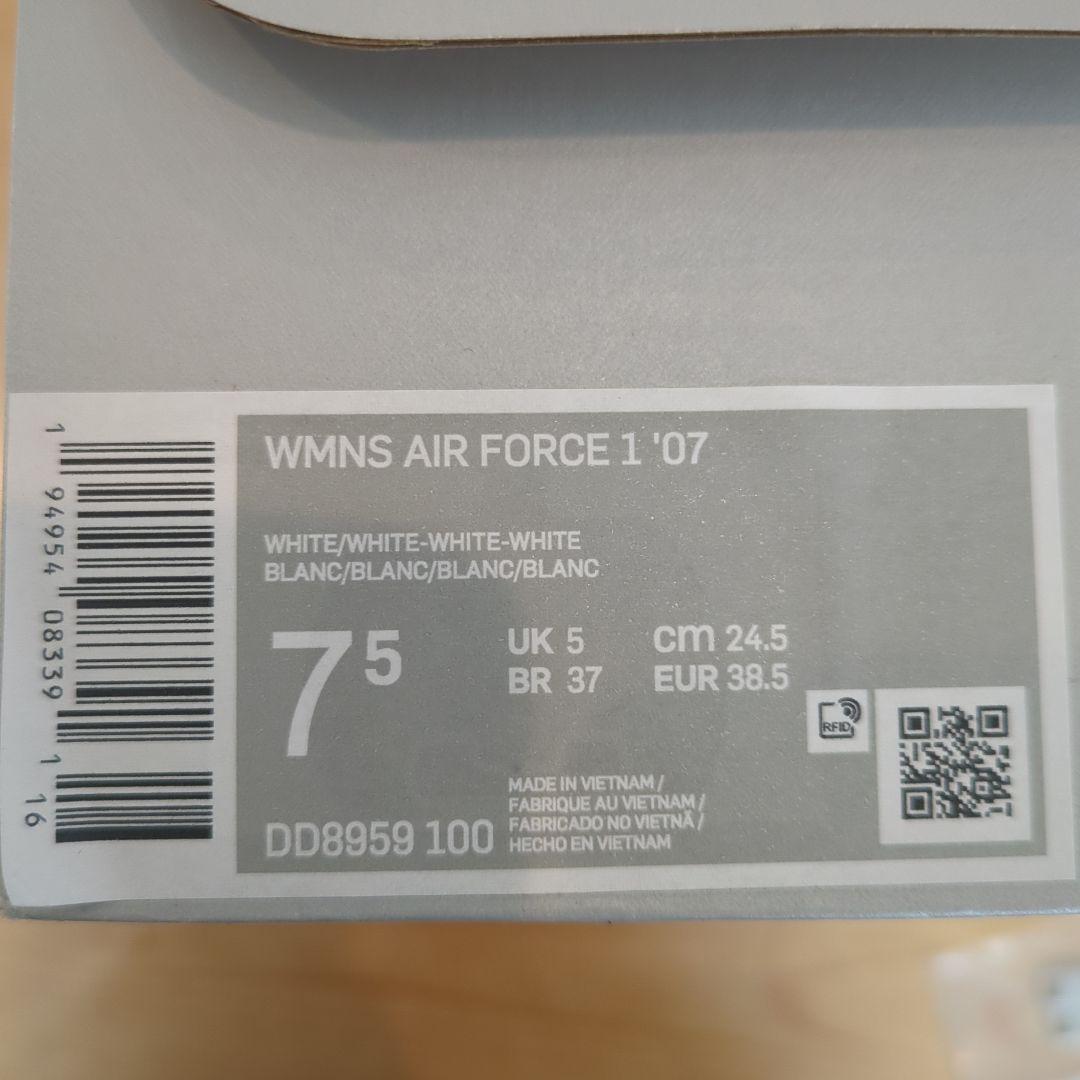 WMNS AIR FORCE 1 '07
WHITE/WHITE-WHITE-WHITE
BLANC/BLANC/BLANC/BLANC
7 5
UK 5
cm 24.5
BR 37
EUR 38.5
RFID
DD8959 100
MADE IN VIETNAM /
FABRIQUE AU VIETNAM /
FABRICADO NO VIETNÃ /
HECHO EN VIETNAM
1 94954 08339 1 16